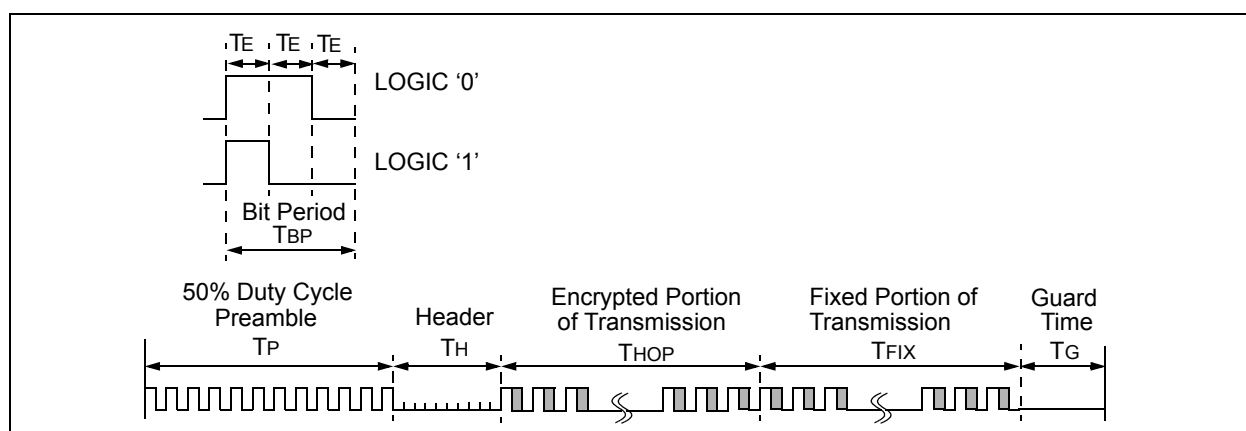 TE TE TE
LOGIC ‘0’
LOGIC ‘1’
Bit Period
TBP
50% Duty Cycle
Preamble
TP
Header
TH
Encrypted Portion
of Transmission
THOP
Fixed Portion of
Transmission
TFIX
Guard
Time
TG